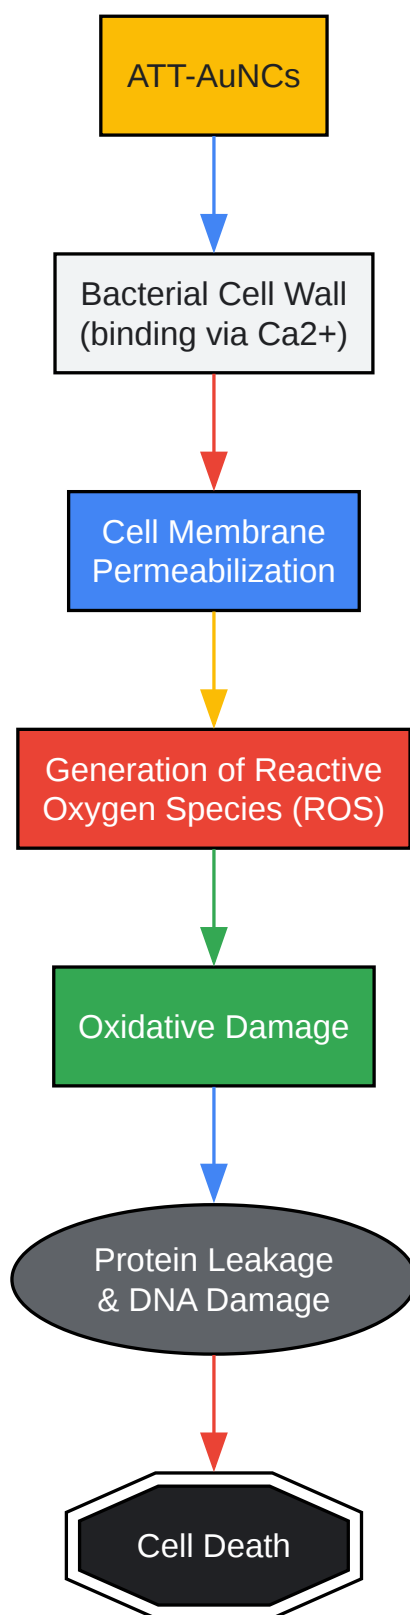 ATT-AuNCs
Bacterial Cell Wall
(binding via Ca2+)
Cell Membrane
Permeabilization
Generation of Reactive
Oxygen Species (ROS)
Oxidative Damage
Protein Leakage
& DNA Damage
Cell Death